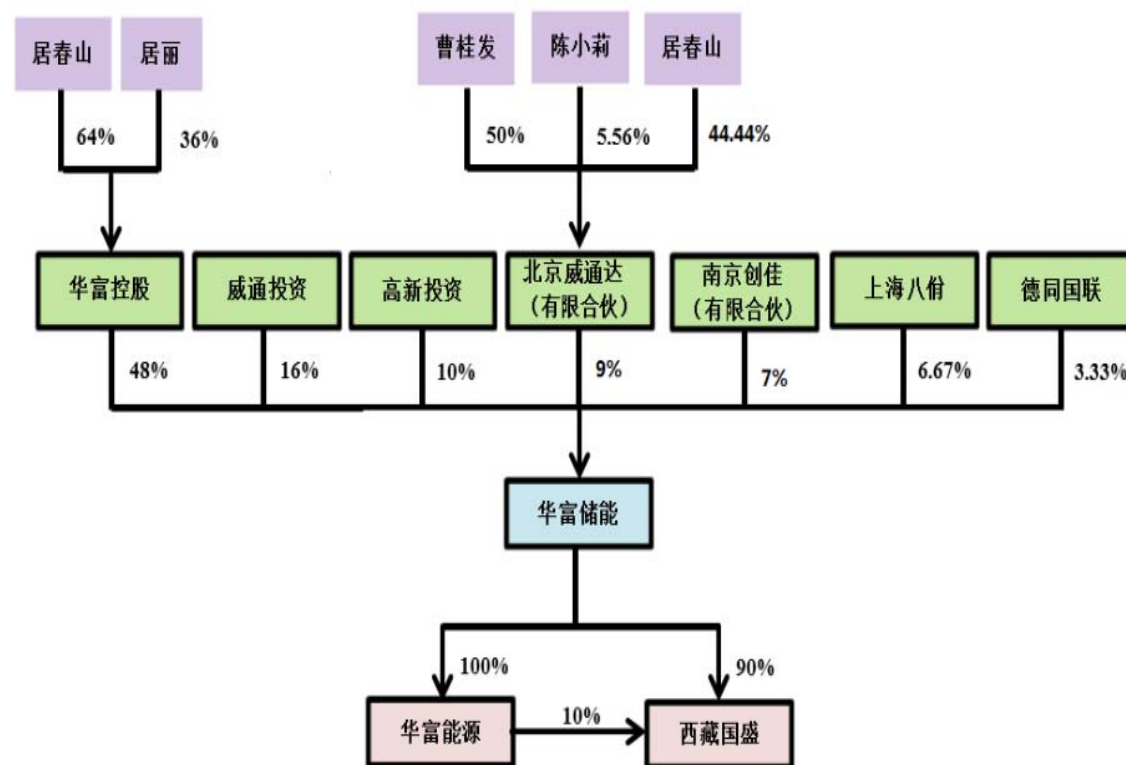 居春山
居丽
曹桂发
陈小莉
居春山
64%
36%
50%
5.56%
44.44%
华富控股
威通投资
高新投资
北京威通达
(有限合伙)
南京创佳
(有限合伙)
上海八佾
德同国联
48%
16%
10%
9%
7%
6.67%
3.33%
华富储能
100%
90%
华富能源
10%
西藏国盛